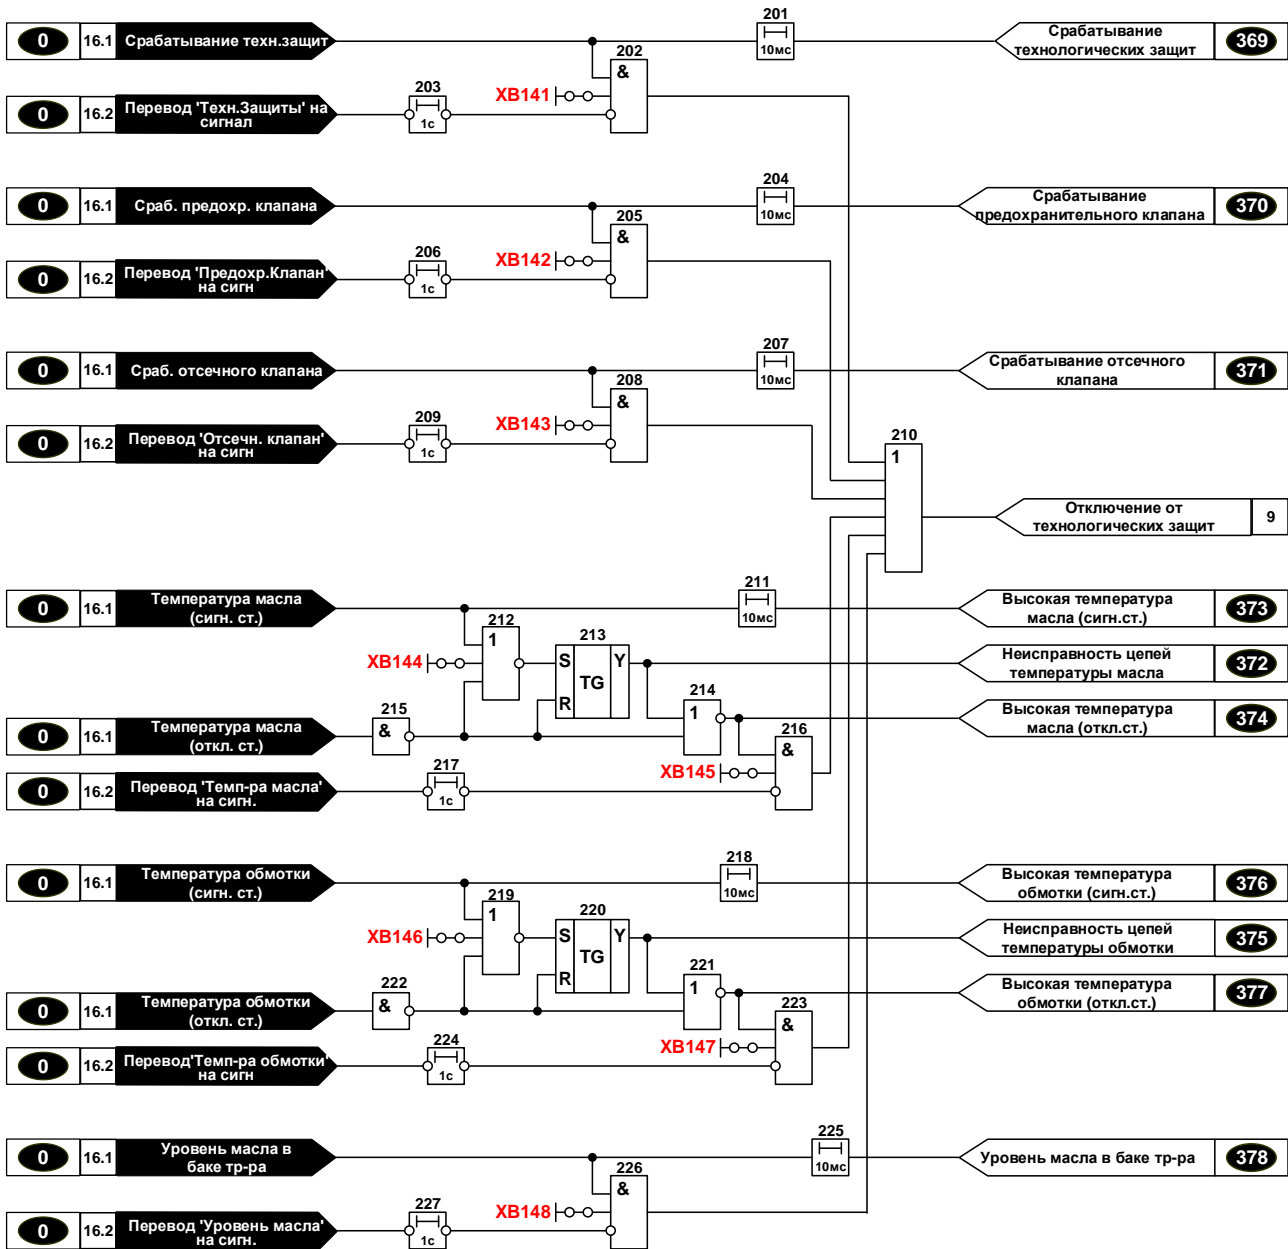 201
0 16.1 Срабатывание техн.защит
10мс
Срабатывание
технологических защит
369
202
&
XB141
203
1с
0 16.2 Перевод 'Техн.Защиты' на
сигнал
204
0 16.1 Сраб. предохр. клапана
10мс
Срабатывание
предохранительного клапана
370
205
&
XB142
206
1с
0 16.2 Перевод 'Предохр.Клапан'
на сигн
207
0 16.1 Сраб. отсечного клапана
10мс
Срабатывание отсечного
клапана
371
208
&
XB143
209
1с
0 16.2 Перевод 'Отсечн. клапан'
на сигн
210
1
Отключение от
технологических защит
9
211
0 16.1 Температура масла
(сигн. ст.)
10мс
Высокая температура
масла (сигн.ст.)
373
212
1
XB144
213
S
TG
Y
R
Неисправность цепей
температуры масла
372
214
1
215
&
0 16.1 Температура масла
(откл. ст.)
Высокая температура
масла (откл.ст.)
374
216
&
XB145
217
1с
0 16.2 Перевод 'Темп-ра масла'
на сигн.
218
0 16.1 Температура обмотки
(сигн. ст.)
10мс
Высокая температура
обмотки (сигн.ст.)
376
219
1
XB146
220
S
TG
Y
R
Неисправность цепей
температуры обмотки
375
221
1
222
&
0 16.1 Температура обмотки
(откл. ст.)
Высокая температура
обмотки (откл.ст.)
377
223
&
XB147
224
1с
0 16.2 Перевод'Темп-ра обмотки'
на сигн
225
0 16.1 Уровень масла в
баке тр-ра
10мс
Уровень масла в баке тр-ра
378
226
&
XB148
227
1с
0 16.2 Перевод 'Уровень масла'
на сигн.